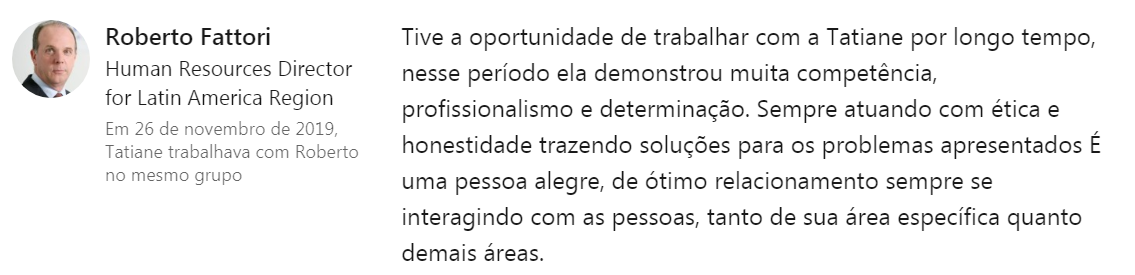 Roberto Fattori
Human Resources Director
for Latin America Region
Em 26 de novembro de 2019,
Tatiane trabalhava com Roberto
no mesmo grupo
Tive a oportunidade de trabalhar com a Tatiane por longo tempo,
nesse período ela demonstrou muita competência,
profissionalismo e determinação. Sempre atuando com ética e
honestidade trazendo soluções para os problemas apresentados É
uma pessoa alegre, de ótimo relacionamento sempre se
interagindo com as pessoas, tanto de sua área específica quanto
demais áreas.